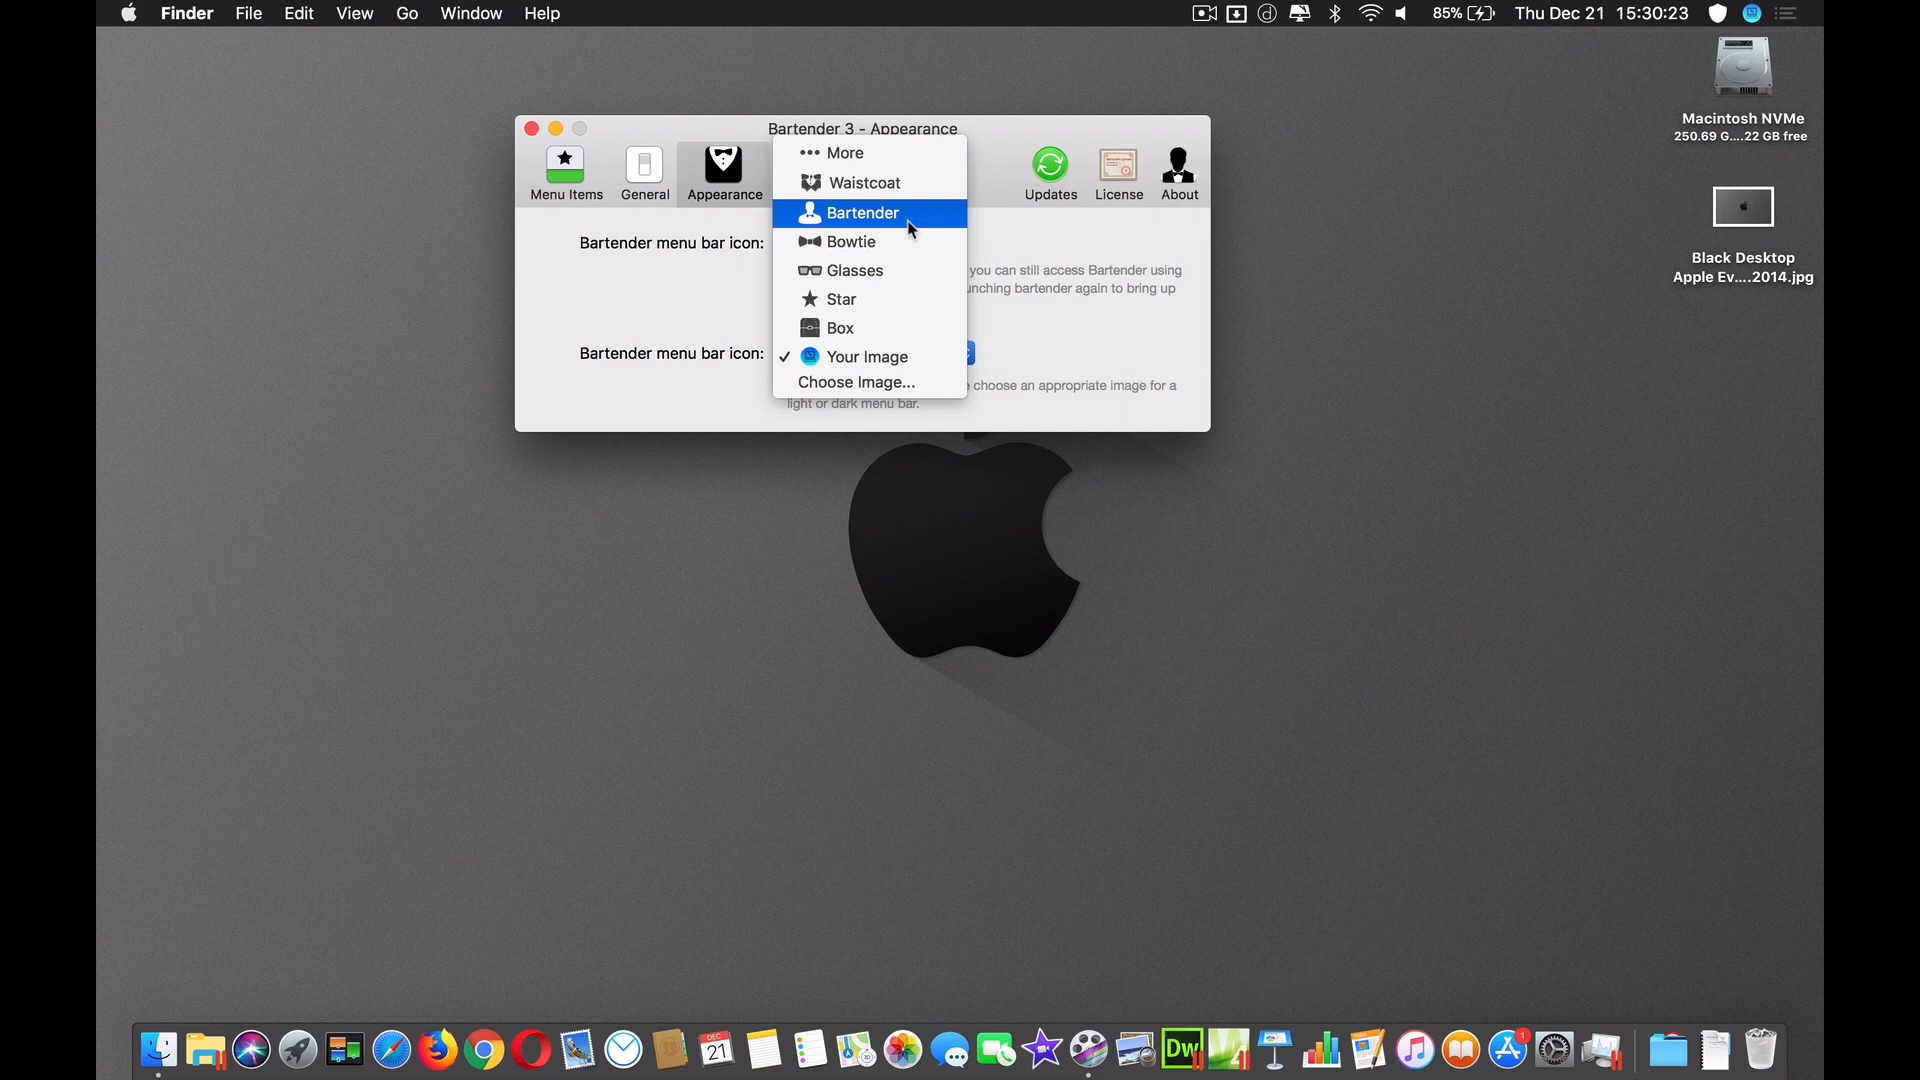 Finder File Edit View Go Window Help 85% Thu Dec 21 15:30:23
Macintosh NVMe
250.69 G....22 GB free
Black Desktop
Apple Ev....2014.jpg
Bartender 3 - Appearance
Menu Items General Appearance Updates License About
Bartender menu bar icon:
you can still access Bartender using
unching bartender again to bring up
Bartender menu bar icon:
choose an appropriate image for a
light or dark menu bar.
More
Waistcoat
Bartender
Bowtie
Glasses
Star
Box
✓ Your Image
Choose Image...
DEC
21
Dw
1